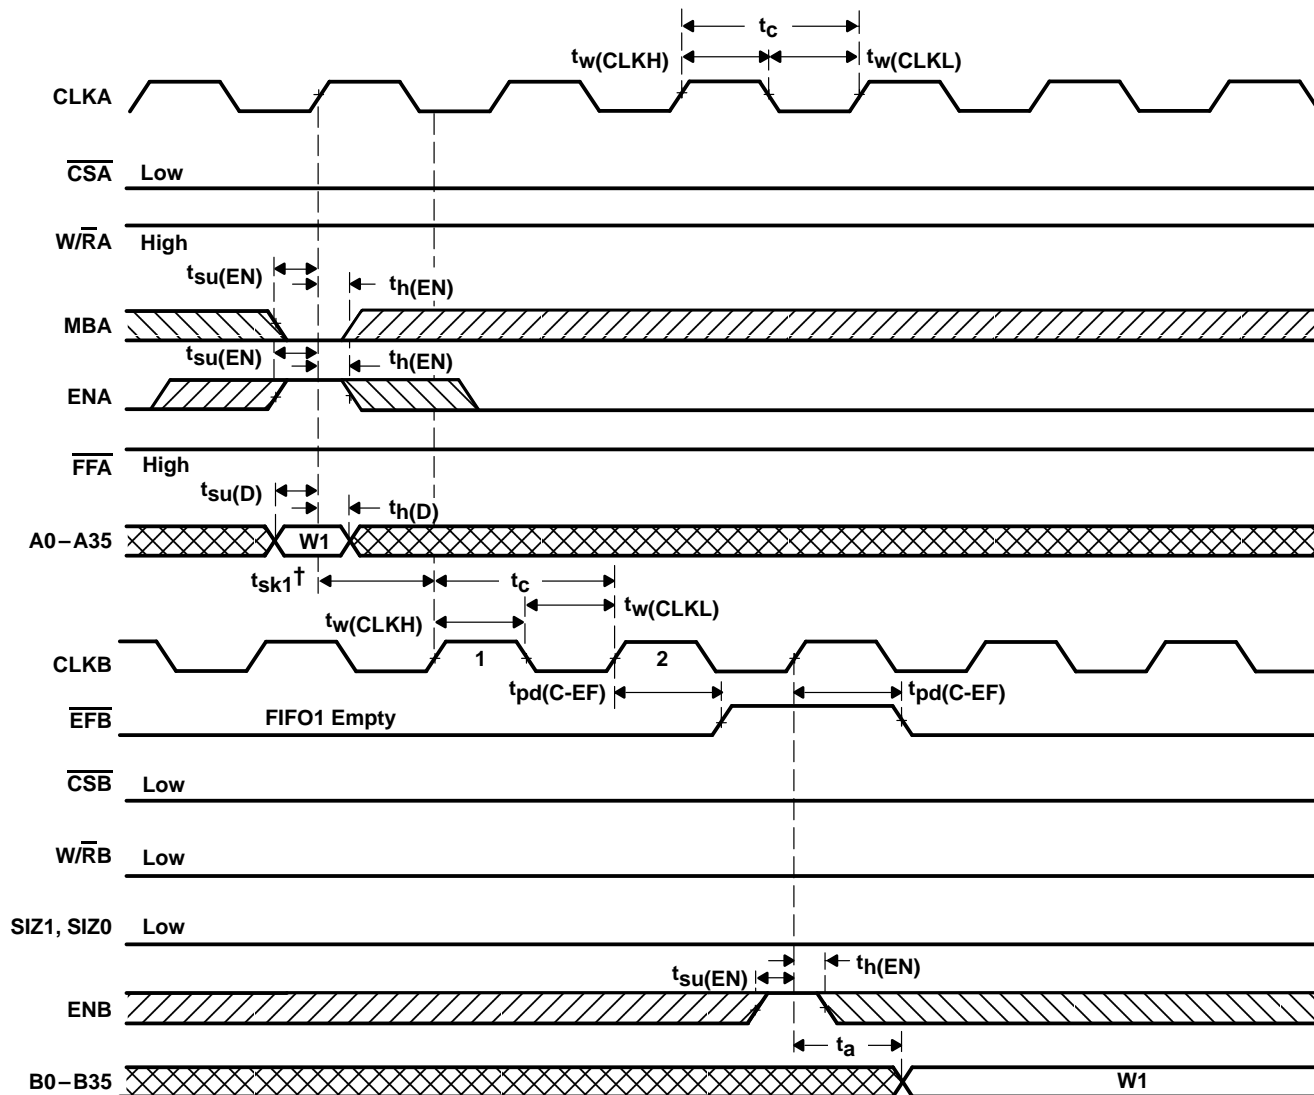 tc
tw(CLKH) tw(CLKL)
CLKA
CSA Low
W/RA High
tsu(EN) th(EN)
MBA
tsu(EN) th(EN)
ENA
FFA High
tsu(D) th(D)
A0–A35 W1
tsk1† tc
tw(CLKH) tw(CLKL)
CLKB 1 2
tpd(C-EF) tpd(C-EF)
EFB FIFO1 Empty
CSB Low
W/RB Low
SIZ1, SIZ0 Low
tsu(EN) th(EN)
ENB
ta
B0–B35 W1